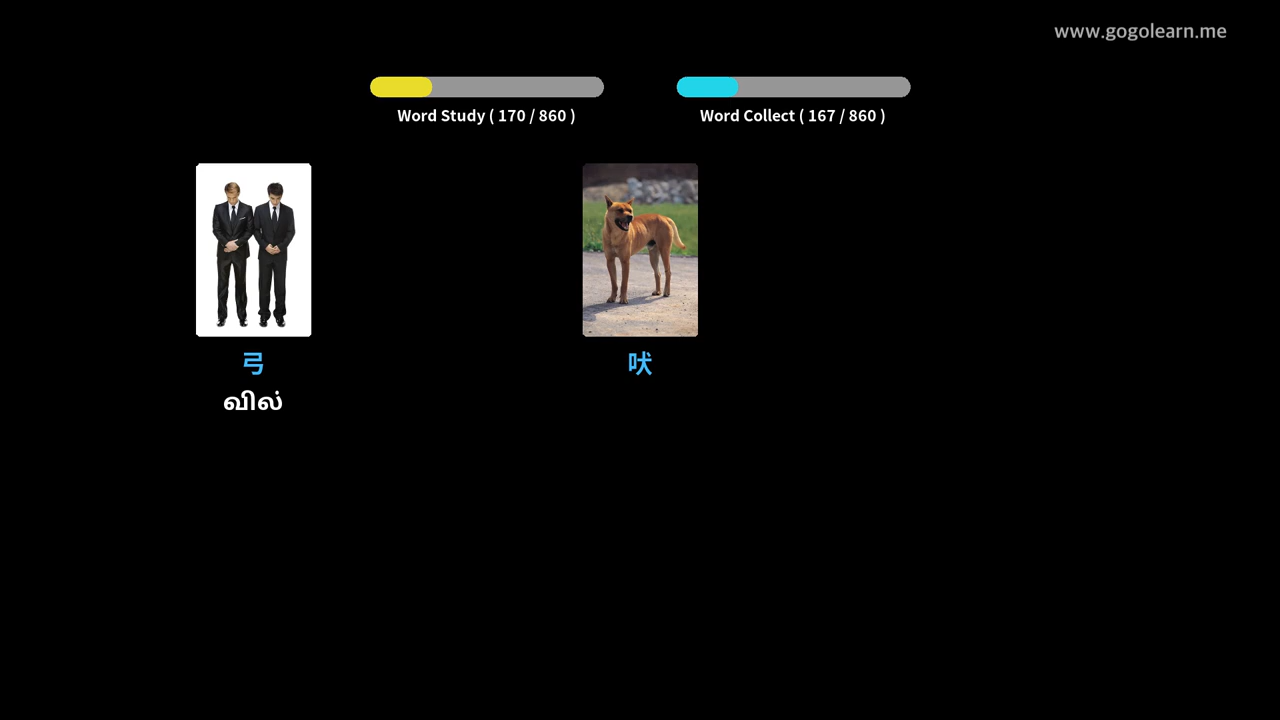 www.gogolearn.me
Word Study ( 170 / 860 )
Word Collect ( 167 / 860 )
弓
吠
வில்